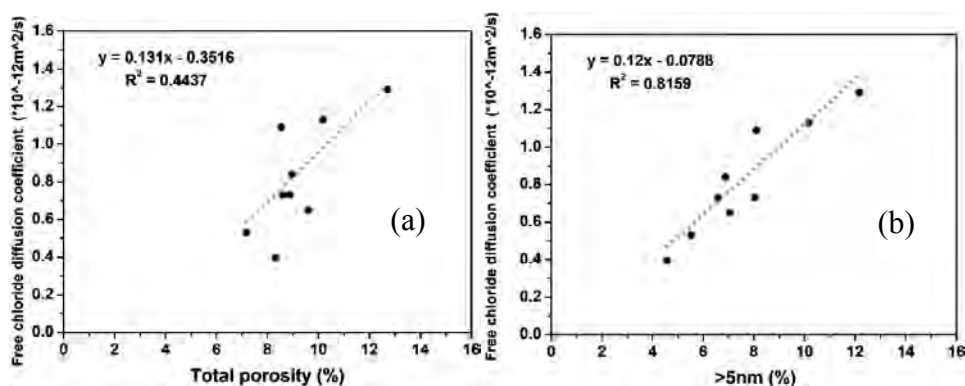 Free chloride diffusion coefficient (*10^-12m^2/s)
1.6
1.4
1.2
1.0
0.8
0.6
0.4
0.2
0.0
y = 0.131x - 0.3516
R² = 0.4437
(a)
0 2 4 6 8 10 12 14 16
Total porosity (%)
Free chloride diffusion coefficient (*10^-12m^2/s)
1.6
1.4
1.2
1.0
0.8
0.6
0.4
0.2
0.0
y = 0.12x - 0.0788
R² = 0.8159
(b)
0 2 4 6 8 10 12 14 16
>5nm (%)